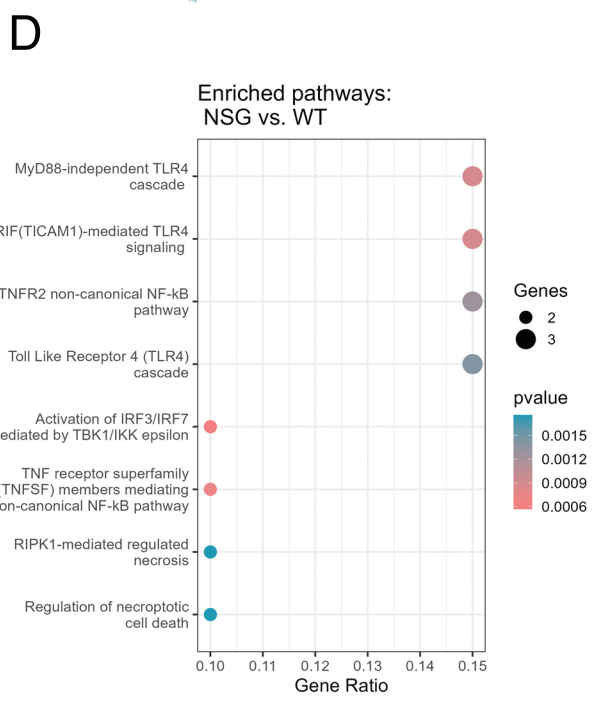 D
Enriched pathways:
NSG vs. WT
MyD88-independent TLR4
cascade
RIF(TICAM1)-mediated TLR4
signaling
TNFR2 non-canonical NF-kB
pathway
Toll Like Receptor 4 (TLR4)
cascade
Activation of IRF3/IRF7
ediated by TBK1/IKK epsilon
TNF receptor superfamily
(TNFSF) members mediating
on-canonical NF-kB pathway
RIPK1-mediated regulated
necrosis
Regulation of necroptotic
cell death
0.10 0.11 0.12 0.13 0.14 0.15
Gene Ratio
Genes
2
3
pvalue
0.0015
0.0012
0.0009
0.0006